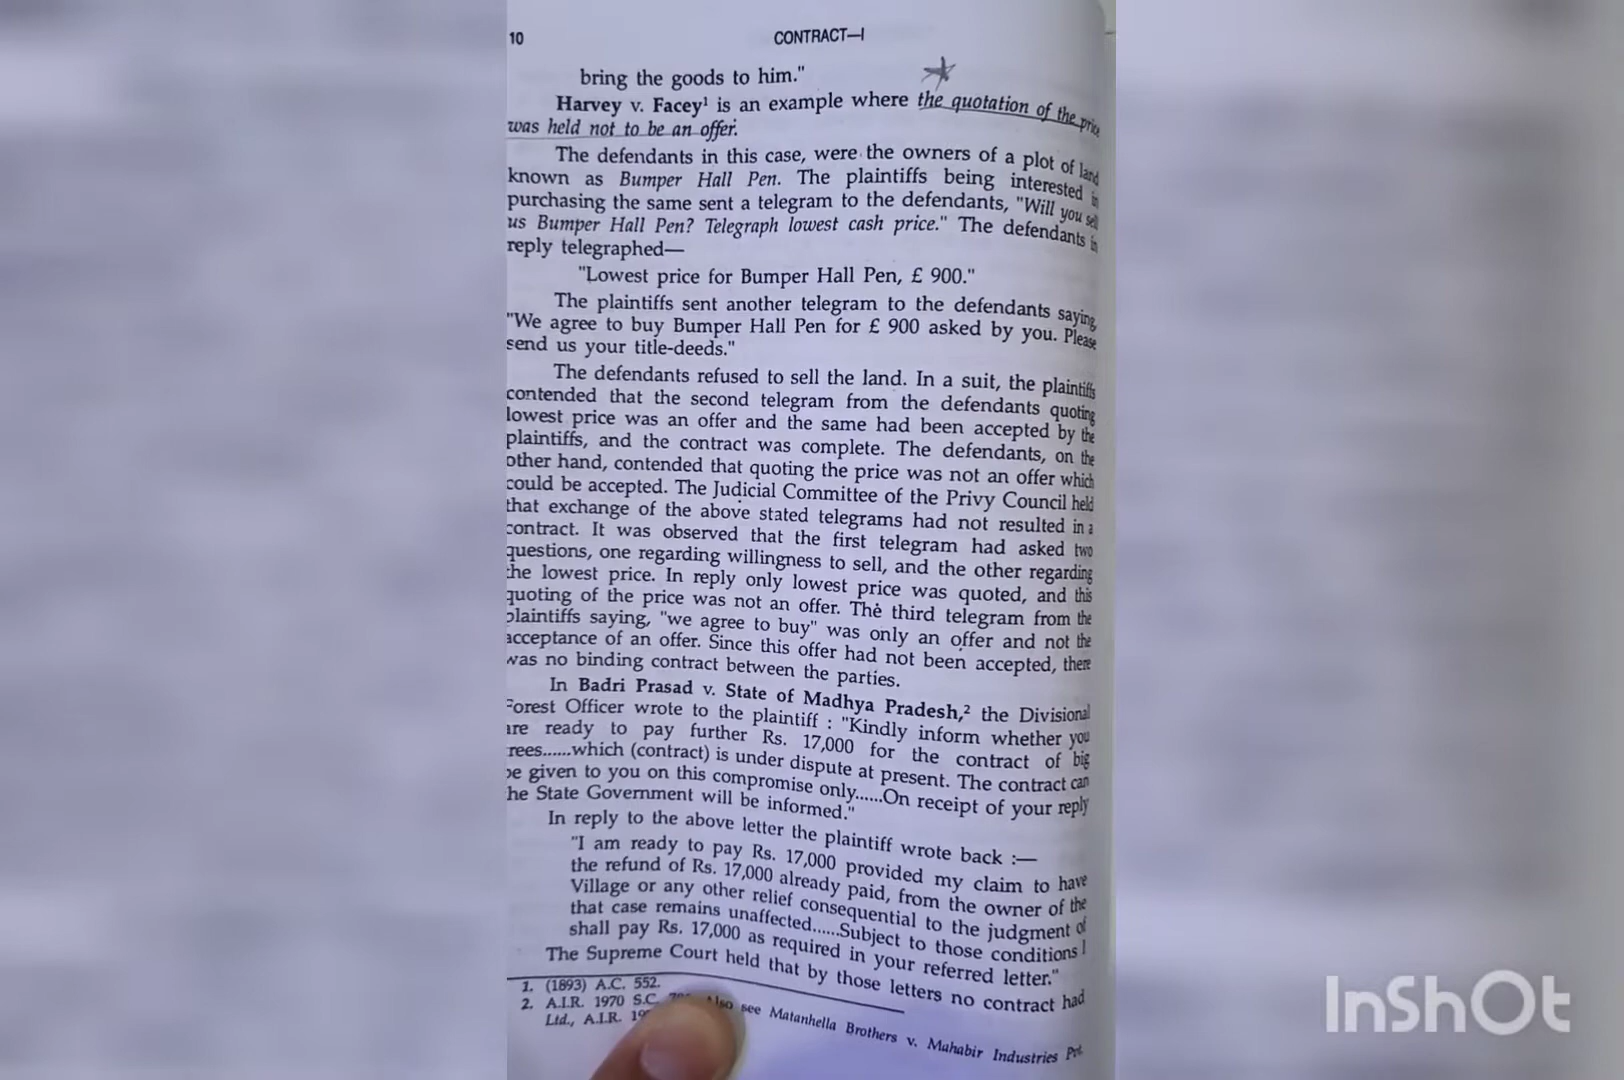 10
CONTRACT—I
bring the goods to him."
Harvey v. Facey¹ is an example where the quotation of the price
was held not to be an offer.
The defendants in this case, were the owners of a plot of land
known as Bumper Hall Pen. The plaintiffs being interested in
purchasing the same sent a telegram to the defendants, "Will you sell
us Bumper Hall Pen? Telegraph lowest cash price." The defendants in
reply telegraphed—
"Lowest price for Bumper Hall Pen, £ 900."
The plaintiffs sent another telegram to the defendants saying,
"We agree to buy Bumper Hall Pen for £ 900 asked by you. Please
send us your title-deeds."
The defendants refused to sell the land. In a suit, the plaintiffs
contended that the second telegram from the defendants quoting
lowest price was an offer and the same had been accepted by the
plaintiffs, and the contract was complete. The defendants, on the
other hand, contended that quoting the price was not an offer which
could be accepted. The Judicial Committee of the Privy Council held
that exchange of the above stated telegrams had not resulted in a
contract. It was observed that the first telegram had asked two
questions, one regarding willingness to sell, and the other regarding
the lowest price. In reply only lowest price was quoted, and this
quoting of the price was not an offer. The third telegram from the
plaintiffs saying, "we agree to buy" was only an offer and not the
acceptance of an offer. Since this offer had not been accepted, there
was no binding contract between the parties.
In Badri Prasad v. State of Madhya Pradesh,² the Divisional
Forest Officer wrote to the plaintiff : "Kindly inform whether you
are ready to pay further Rs. 17,000 for the contract of big
trees......which (contract) is under dispute at present. The contract can
be given to you on this compromise only......On receipt of your reply
the State Government will be informed."
In reply to the above letter the plaintiff wrote back :—
"I am ready to pay Rs. 17,000 provided my claim to have
the refund of Rs. 17,000 already paid, from the owner of the
Village or any other relief consequential to the judgment of
that case remains unaffected......Subject to those conditions I
shall pay Rs. 17,000 as required in your referred letter."
The Supreme Court held that by those letters no contract had
1. (1893) A.C. 552.
2. A.I.R. 1970 S.C. Also see Matanhella Brothers v. Mahabir Industries Pvt.
Ltd., A.I.R.
InShOt